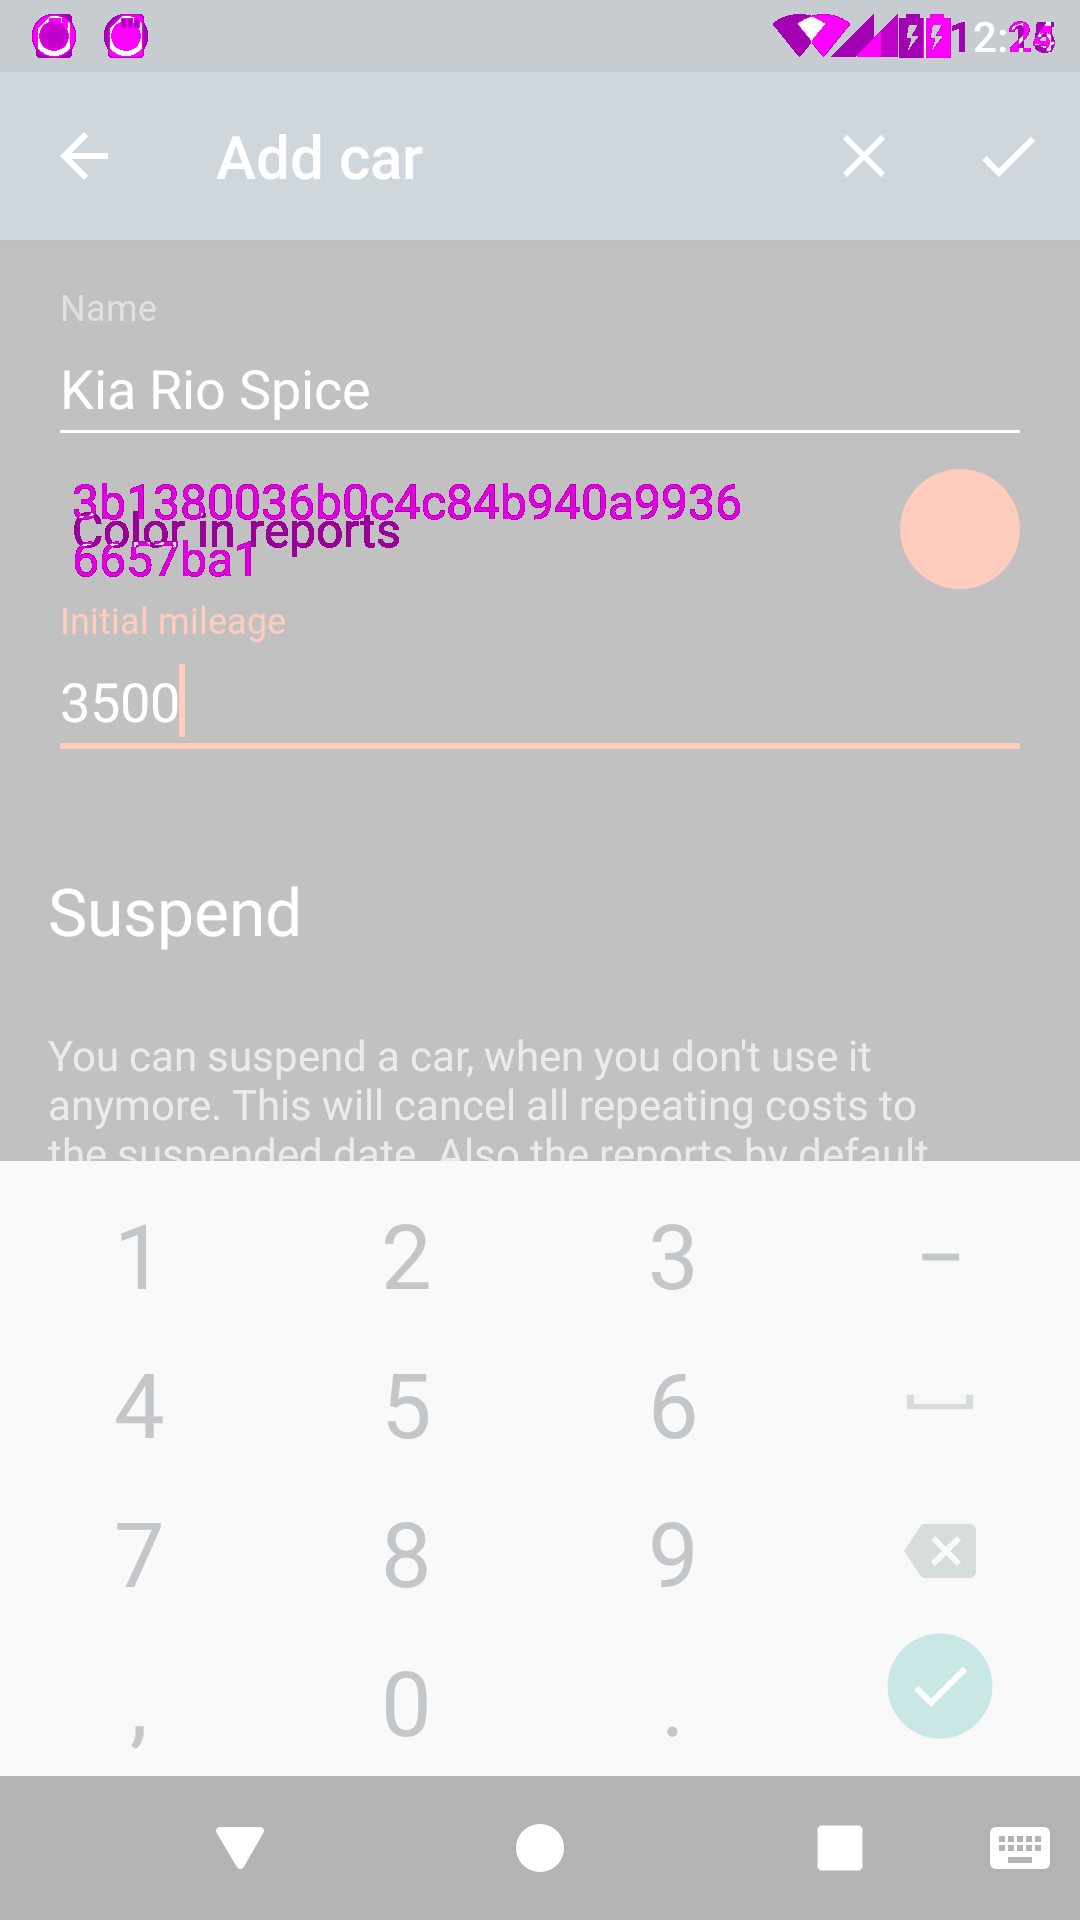 Add car
Name
Kia Rio Spice
3b1380036b0c4c84b940a9936
Color in reports
6657ba1
Initial mileage
3500
Suspend
You can suspend a car, when you don't use it
anymore. This will cancel all repeating costs to
the suspended date. Also the reports by default
1 2 3 –
4 5 6
7 8 9
, 0 .